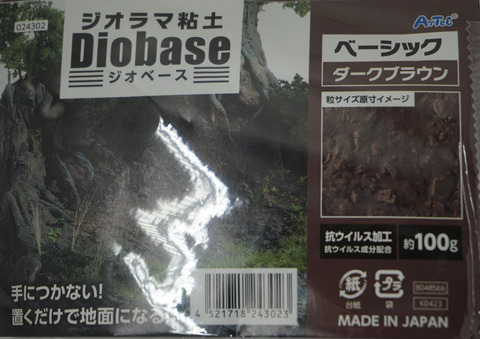 024302
ジオラマ粘土
Diobase
ジオベース
ArTeC
ベーシック
ダークブラウン
粒サイズ原寸イメージ
抗ウイルス加工
抗ウイルス成分配合
約100g
手につかない!
置くだけで地面になる
4 521718 243023
紙
台紙
プラ
袋
B048566
K0423
MADE IN JAPAN